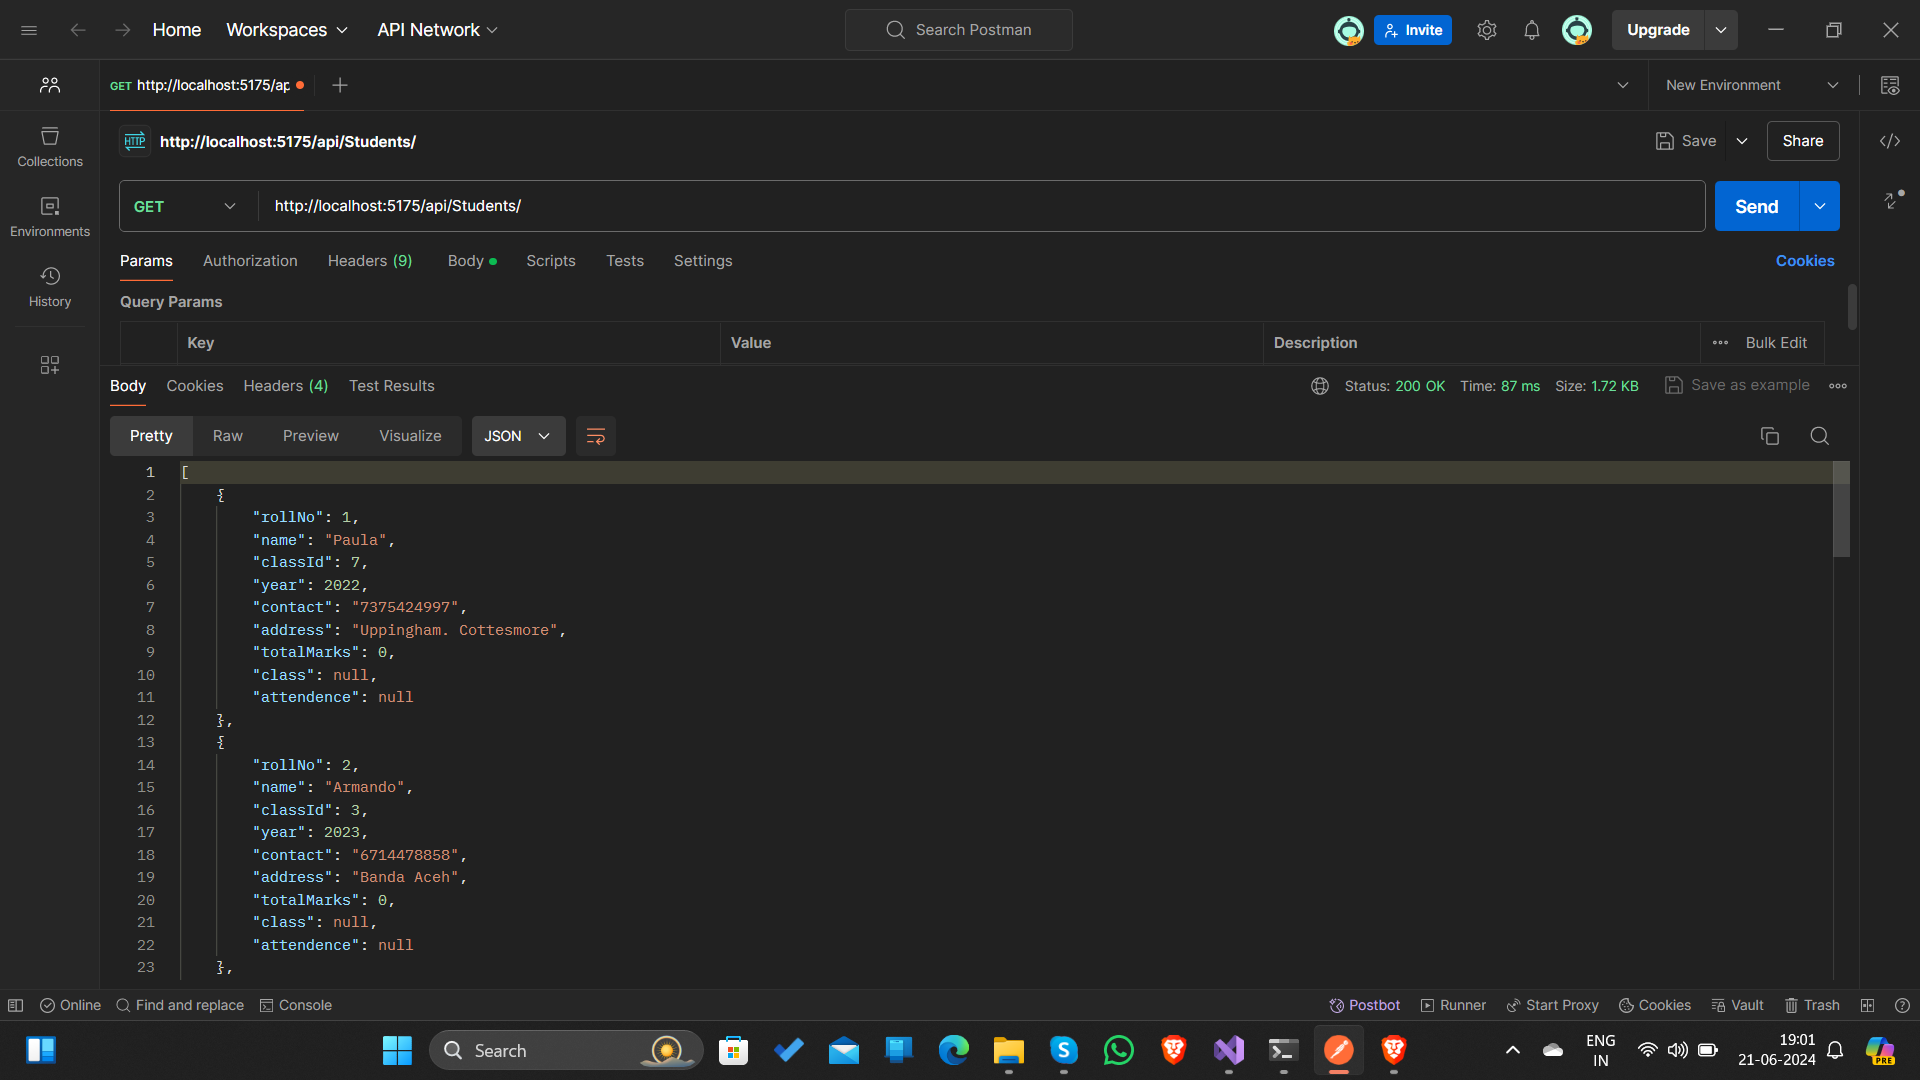 Home Workspaces API Network Search Postman Invite Upgrade
GET http://localhost:5175/ap New Environment
HTTP http://localhost:5175/api/Students/ Save Share
Collections
GET http://localhost:5175/api/Students/ Send
Environments
Params Authorization Headers (9) Body Scripts Tests Settings Cookies
History
Query Params
Key Value Description Bulk Edit
Body Cookies Headers (4) Test Results Status: 200 OK Time: 87 ms Size: 1.72 KB Save as example
Pretty Raw Preview Visualize JSON
1 [
2 {
3 "rollNo": 1,
4 "name": "Paula",
5 "classId": 7,
6 "year": 2022,
7 "contact": "7375424997",
8 "address": "Uppingham. Cottesmore",
9 "totalMarks": 0,
10 "class": null,
11 "attendence": null
12 },
13 {
14 "rollNo": 2,
15 "name": "Armando",
16 "classId": 3,
17 "year": 2023,
18 "contact": "6714478858",
19 "address": "Banda Aceh",
20 "totalMarks": 0,
21 "class": null,
22 "attendence": null
23 },
Online Find and replace Console Postbot Runner Start Proxy Cookies Vault Trash
Search ENG 19:01
IN 21-06-2024 PRE